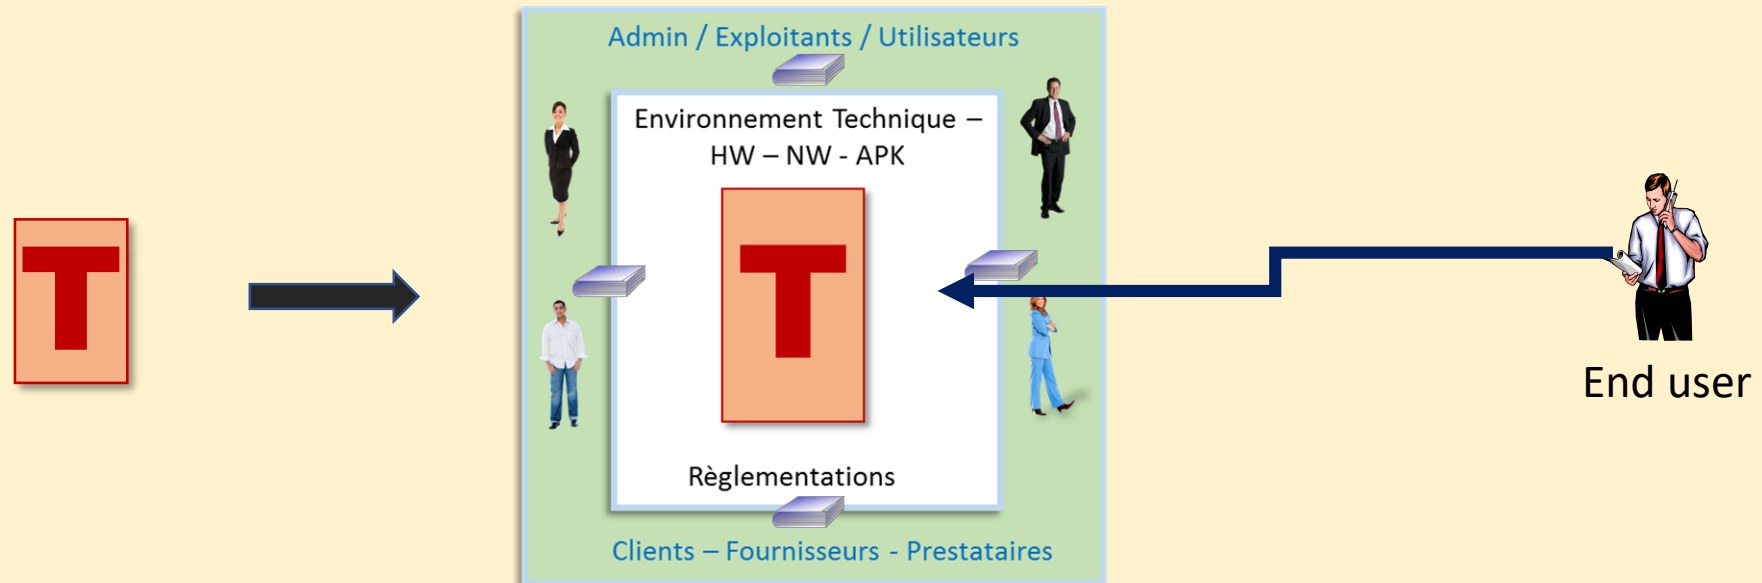 Admin / Exploitants / Utilisateurs
Environnement Technique –
HW – NW - APK
T
T
Règlementations
Clients – Fournisseurs - Prestataires
End user